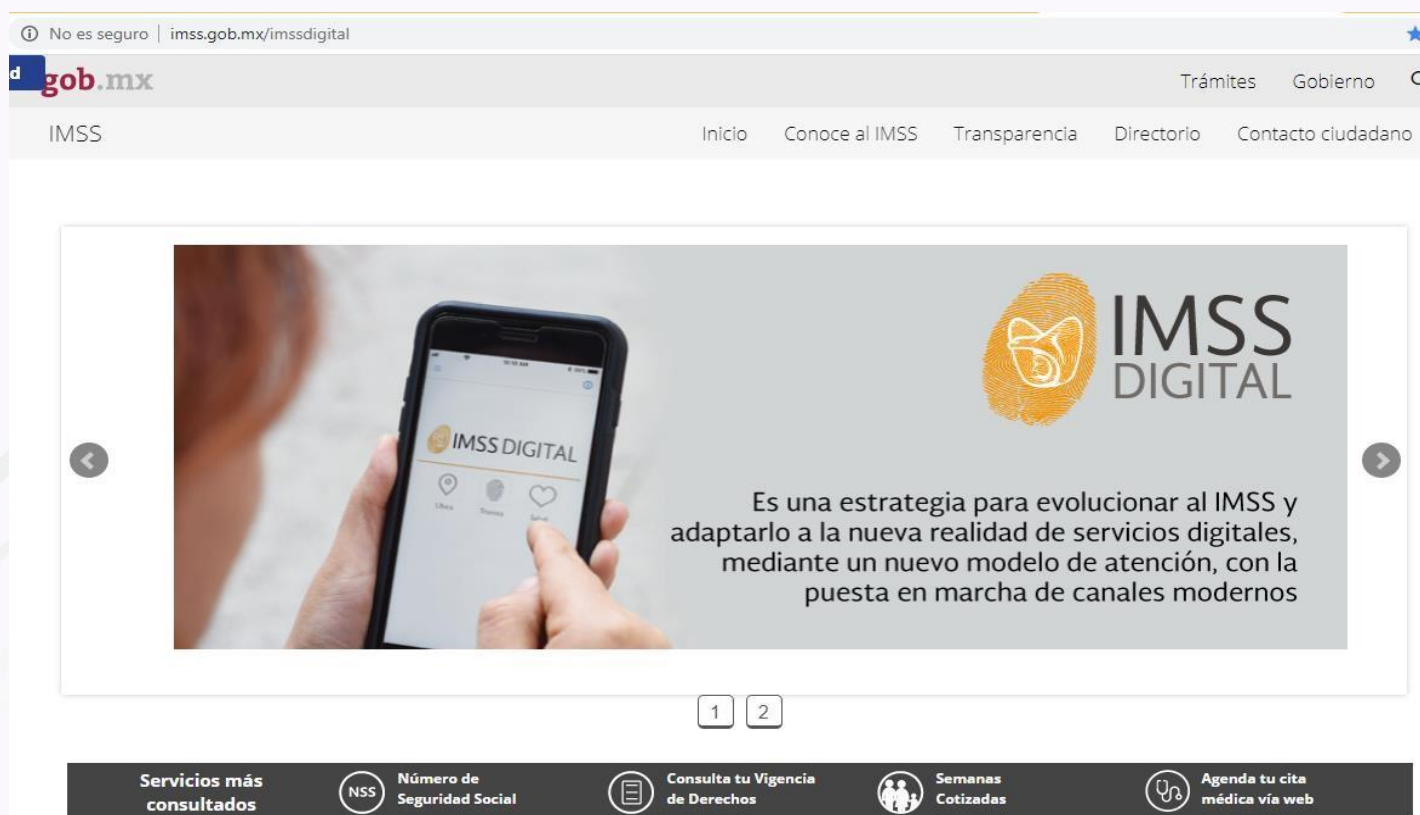 No es seguro | imss.gob.mx/imssdigital
d
gob.mx
Trámites Gobierno
IMSS
Inicio Conoce al IMSS Transparencia Directorio Contacto ciudadano
IMSS
DIGITAL
IMSS DIGITAL
Es una estrategia para evolucionar al IMSS y
adaptarlo a la nueva realidad de servicios digitales,
mediante un nuevo modelo de atención, con la
puesta en marcha de canales modernos
1 2
Servicios más
consultados
NSS
Número de
Seguridad Social
Consulta tu Vigencia
de Derechos
Semanas
Cotizadas
Agenda tu cita
médica vía web